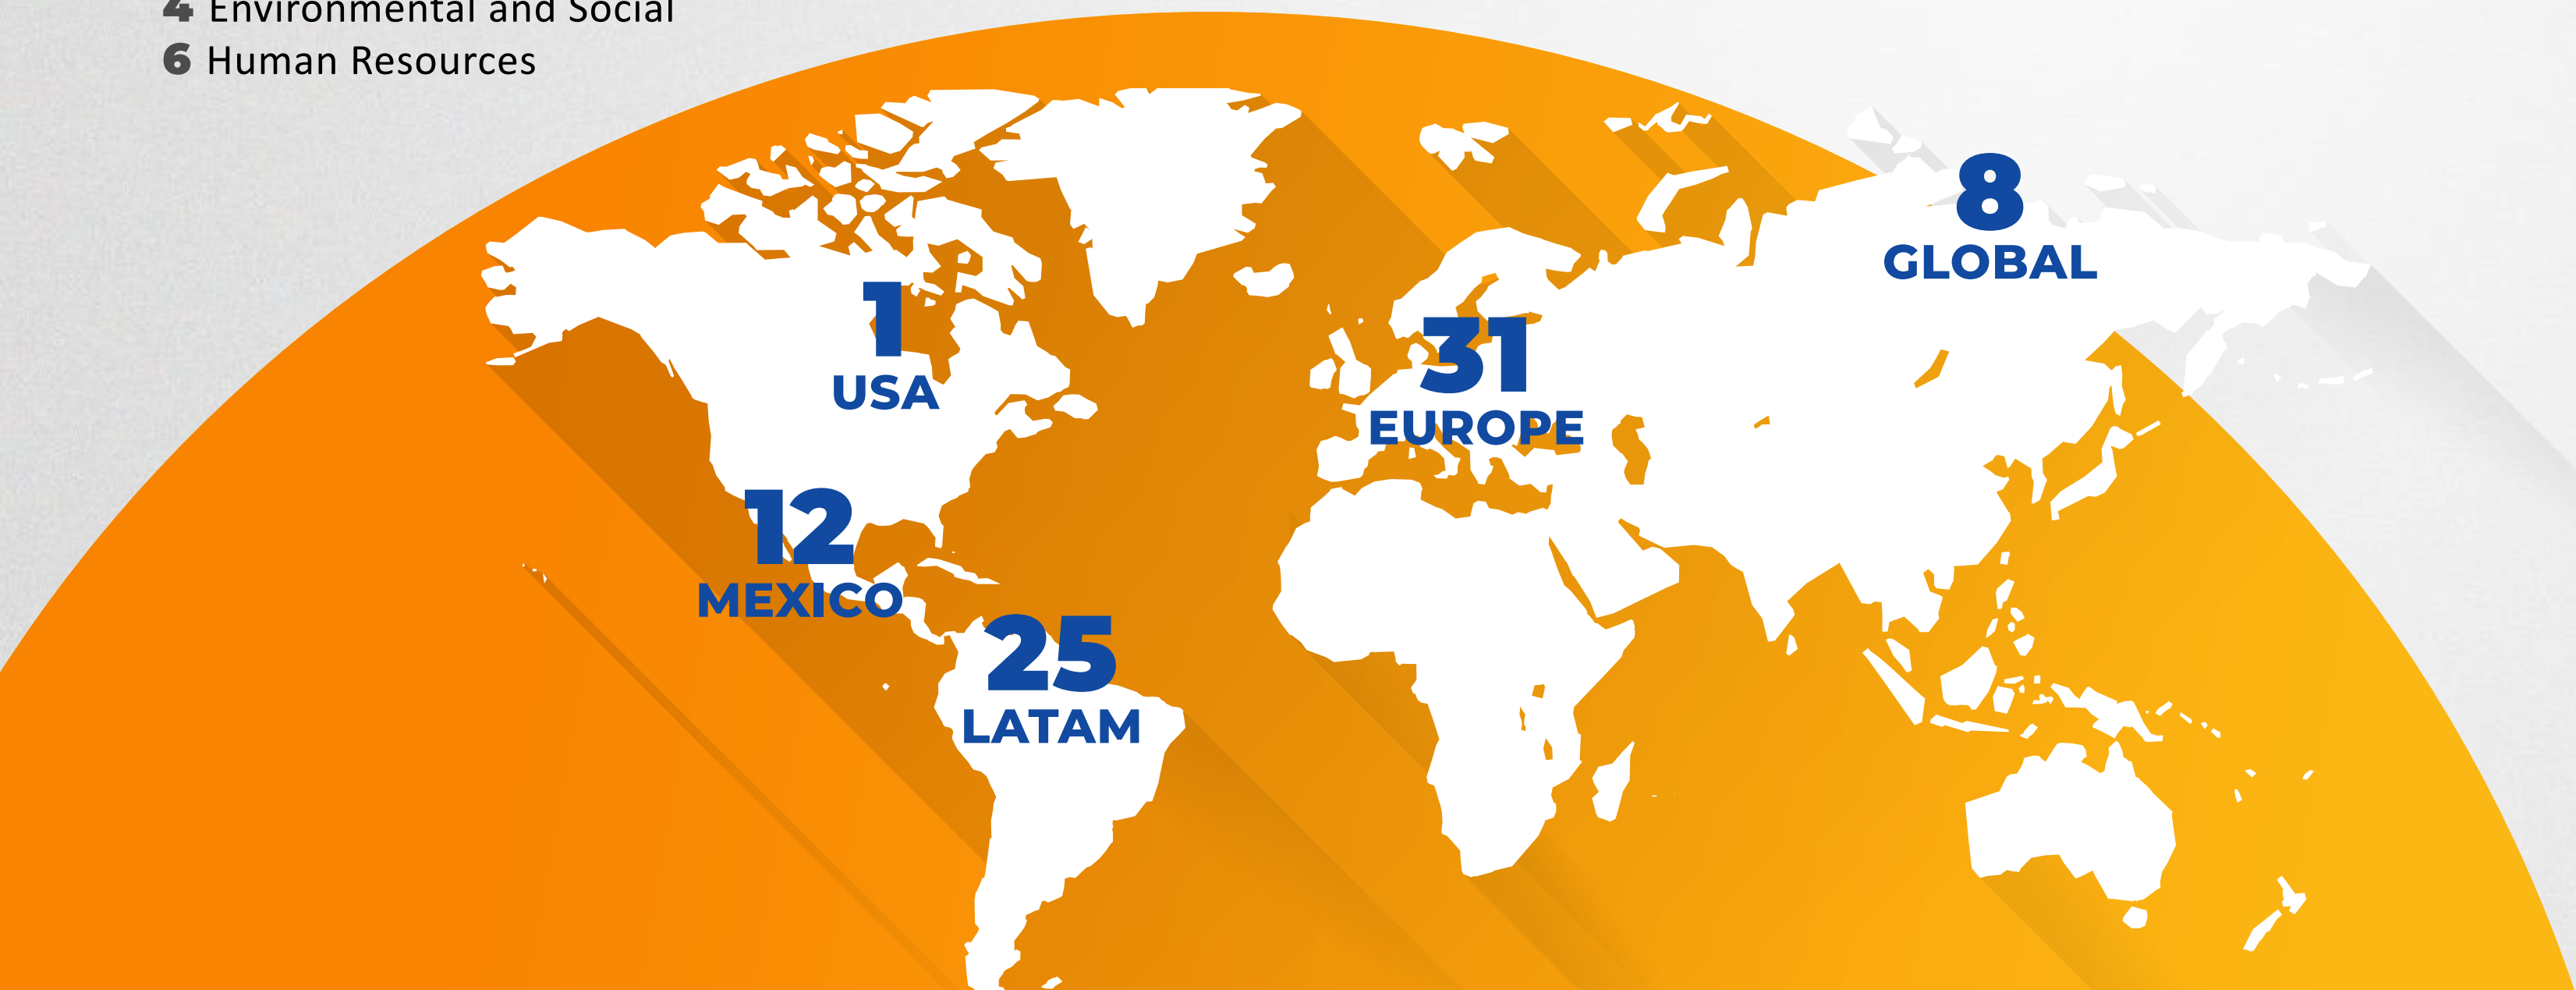 4 Environmental and Social
6 Human Resources
8
GLOBAL
1
USA
31
EUROPE
12
MEXICO
25
LATAM